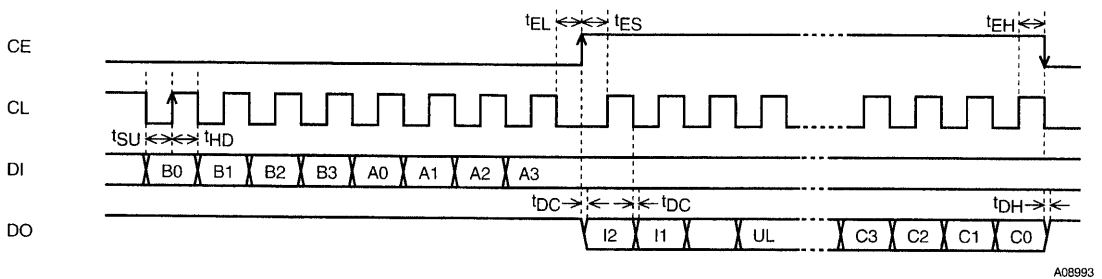 tEL tES tEH
CE
CL
tSU tHD
DI B0 B1 B2 B3 A0 A1 A2 A3
tDC tDC tDH
DO I2 I1 UL C3 C2 C1 C0
A08993